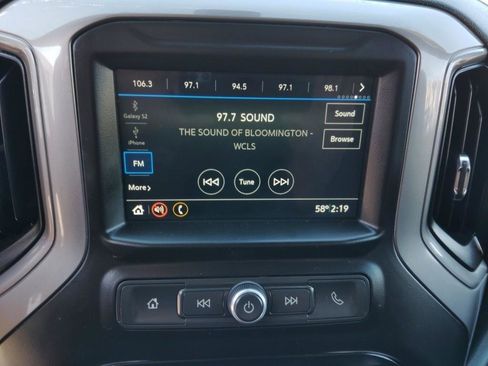 106.3 97.1 94.5 97.1 98.1
Galaxy S2
iPhone
FM
More
97.7 SOUND
THE SOUND OF BLOOMINGTON -
WCLS
Tune
Sound
Browse
58° 2:19